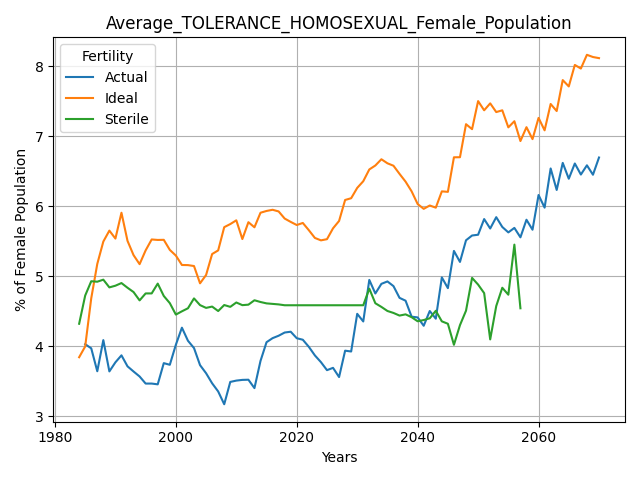 Average_TOLERANCE_HOMOSEXUAL_Female_Population
Fertility
Actual
Ideal
Sterile
% of Female Population
8
7
6
5
4
3
1980
2000
2020
2040
2060
Years